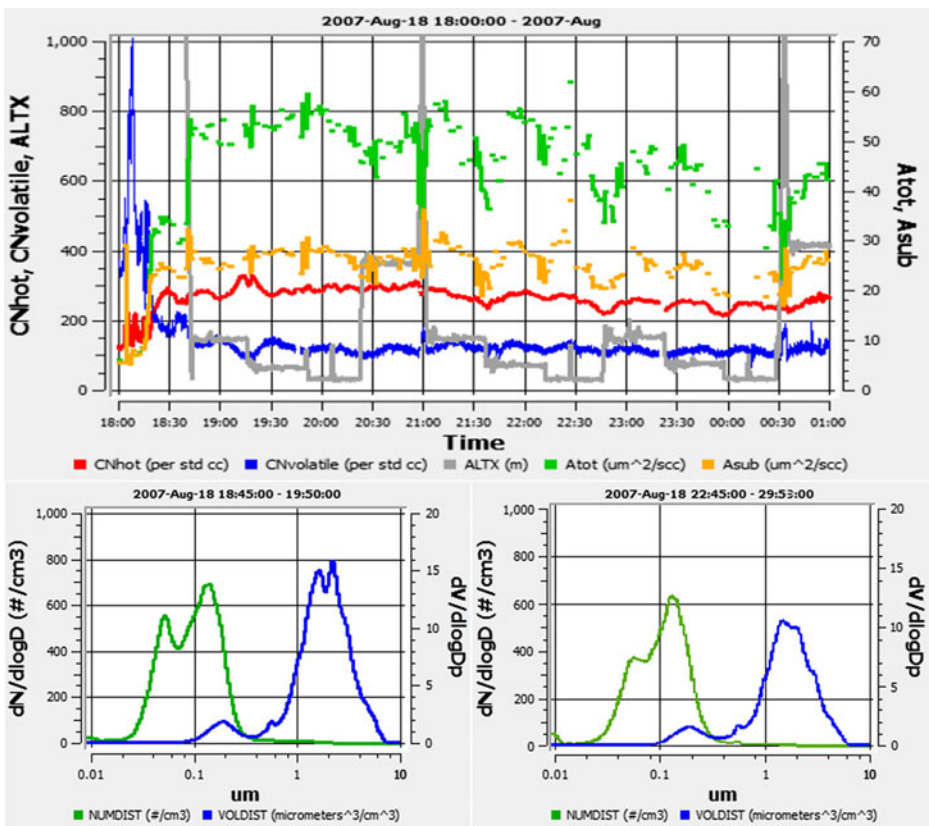 2007-Aug-18 18:00:00 - 2007-Aug
CNhot, CNvolatile, ALTX
1,000
800
600
400
200
0
70
60
50
40
30
20
10
0
Atot, Asub
18:00 18:30 19:00 19:30 20:00 20:30 21:00 21:30 22:00 22:30 23:00 23:30 00:00 00:30 01:00
Time
CNhot (per std cc) CNvolatile (per std cc) ALTX (m) Atot (um^2/scc) Asub (um^2/scc)
2007-Aug-18 18:45:00 - 19:50:00
dN/dlogD (#/cm3)
1,000
800
600
400
200
0
20
15
10
5
0
dV/dlogDp
0.01 0.1 1 10
um
NUMDIST (#/cm3) VOLDIST (micrometers^3/cm^3)
2007-Aug-18 22:45:00 - 29:53:00
dN/dlogD (#/cm3)
1,000
800
600
400
200
0
20
15
10
5
0
dV/dlogDp
0.01 0.1 1 10
um
NUMDIST (#/cm3) VOLDIST (micrometers^3/cm^3)